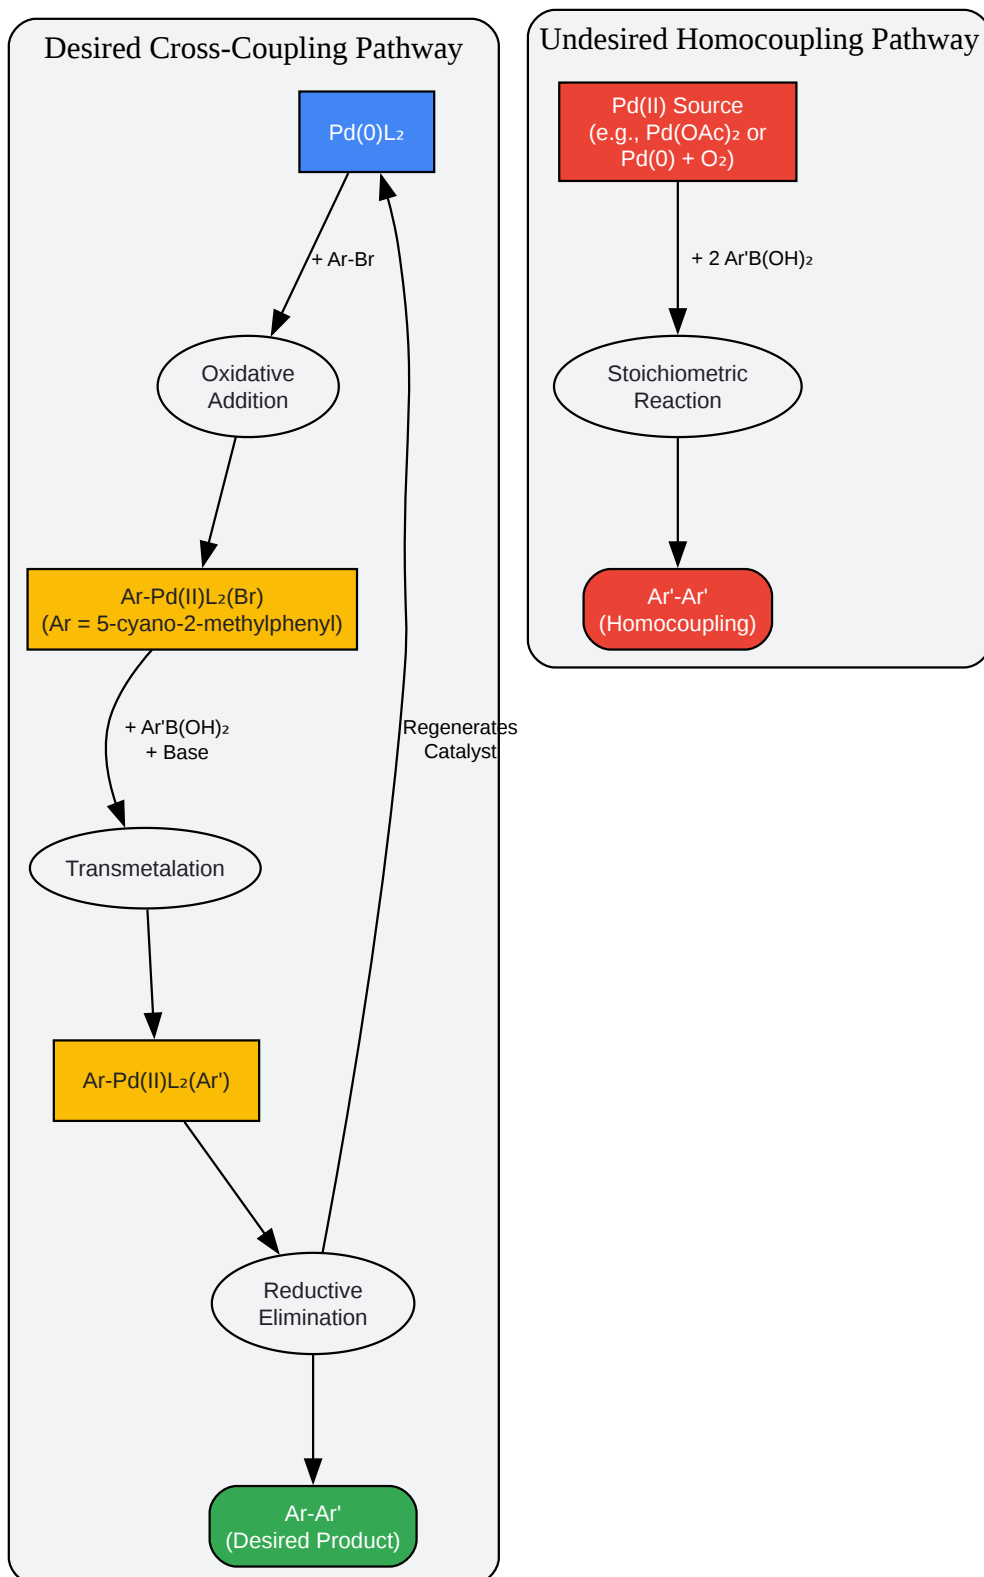 Desired Cross-Coupling Pathway
Pd(0)L₂
+ Ar-Br
Oxidative
Addition
Ar-Pd(II)L₂(Br)
(Ar = 5-cyano-2-methylphenyl)
+ Ar'B(OH)₂
+ Base
Regenerates
Catalyst
Transmetalation
Ar-Pd(II)L₂(Ar')
Reductive
Elimination
Ar-Ar'
(Desired Product)
Undesired Homocoupling Pathway
Pd(II) Source
(e.g., Pd(OAc)₂ or
Pd(0) + O₂)
+ 2 Ar'B(OH)₂
Stoichiometric
Reaction
Ar'-Ar'
(Homocoupling)